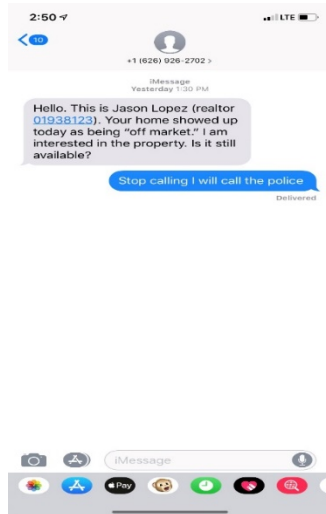 2:50
LTE
10
+1 (626) 926-2702 >
iMessage
Yesterday 1:30 PM
Hello. This is Jason Lopez (realtor
01938123). Your home showed up
today as being "off market." I am
interested in the property. Is it still
available?
Stop calling I will call the police
Delivered
iMessage
Pay